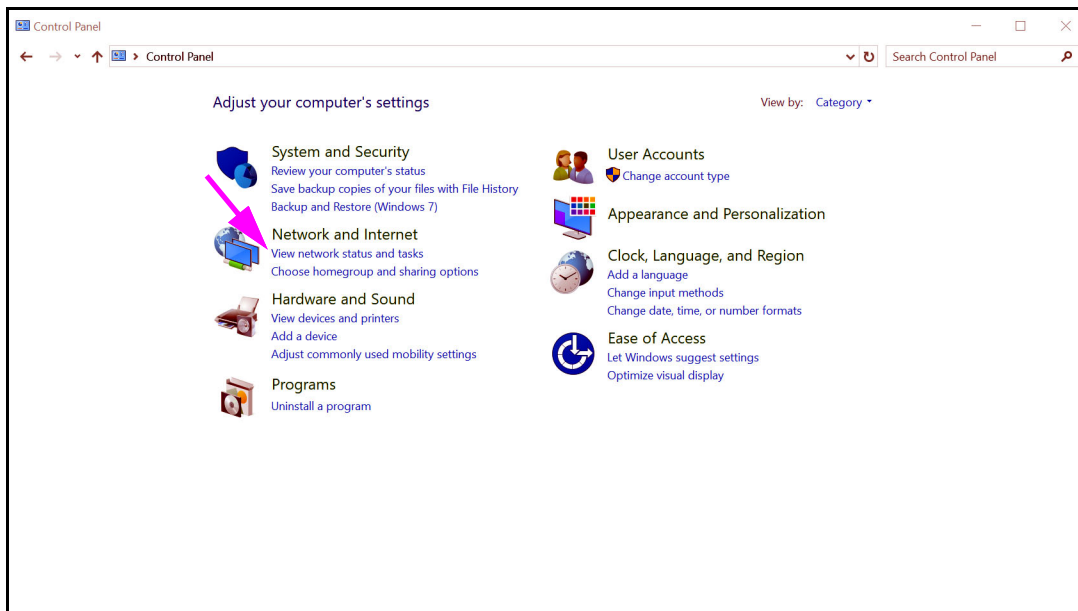 Control Panel
Control Panel
Search Control Panel
Adjust your computer's settings
View by: Category
System and Security
Review your computer's status
Save backup copies of your files with File History
Backup and Restore (Windows 7)
Network and Internet
View network status and tasks
Choose homegroup and sharing options
Hardware and Sound
View devices and printers
Add a device
Adjust commonly used mobility settings
Programs
Uninstall a program
User Accounts
Change account type
Appearance and Personalization
Clock, Language, and Region
Add a language
Change input methods
Change date, time, or number formats
Ease of Access
Let Windows suggest settings
Optimize visual display